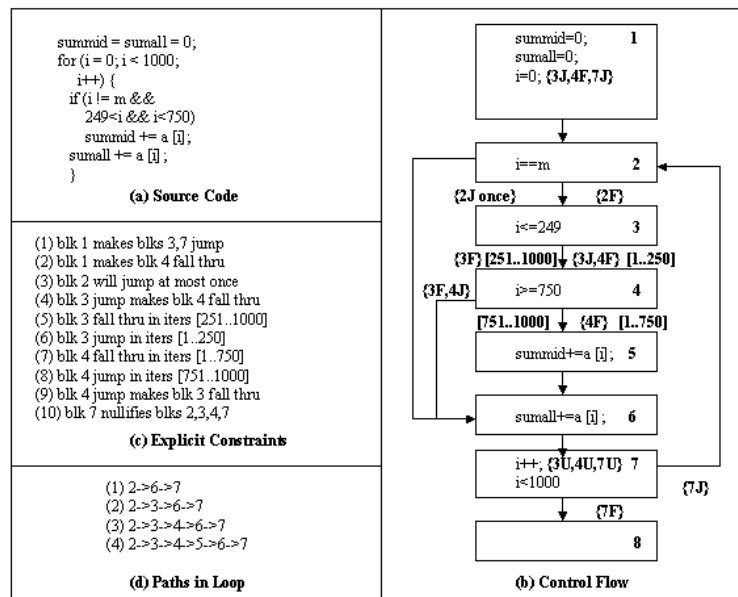 summid = sumall = 0;
for (i = 0; i < 1000;
i++) {
if (i != m &&
249<i && i<750)
summid += a [i] ;
sumall += a [i] ;
}
(a) Source Code
(1) blk 1 makes blks 3,7 jump
(2) blk 1 makes blk 4 fall thru
(3) blk 2 will jump at most once
(4) blk 3 jump makes blk 4 fall thru
(5) blk 3 fall thru in iters [251..1000]
(6) blk 3 jump in iters [1..250]
(7) blk 4 fall thru in iters [1..750]
(8) blk 4 jump in iters [751..1000]
(9) blk 4 jump makes blk 3 fall thru
(10) blk 7 nullifies blks 2,3,4,7
(c) Explicit Constraints
(1) 2->6->7
(2) 2->3->6->7
(3) 2->3->4->6->7
(4) 2->3->4->5->6->7
(d) Paths in Loop
summid=0; 1
sumall=0;
i=0; {3J,4F,7J}
i==m 2
{2J once} {2F}
i<=249 3
{3F} [251..1000] {3J,4F} [1..250]
{3F,4J} i>=750 4
[751..1000] {4F} [1..750]
summid+=a [i] ; 5
sumall+=a [i] ; 6
i++; {3U,4U,7U} 7
i<1000
{7J}
{7F}
8
(b) Control Flow